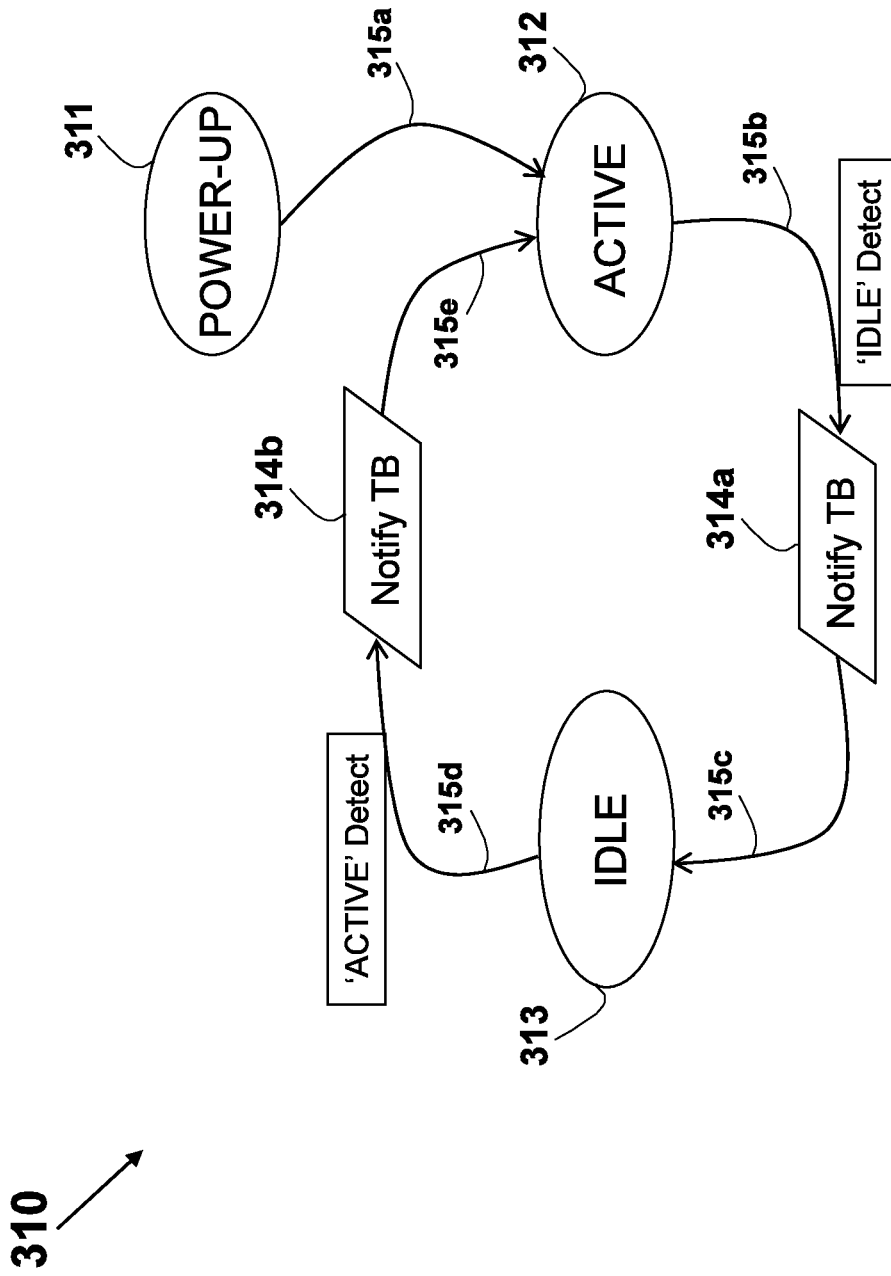 310
311
POWER-UP
315a
312
ACTIVE
315e
314b
Notify TB
'ACTIVE' Detect
315d
IDLE
313
315c
314a
Notify TB
315b
'IDLE' Detect